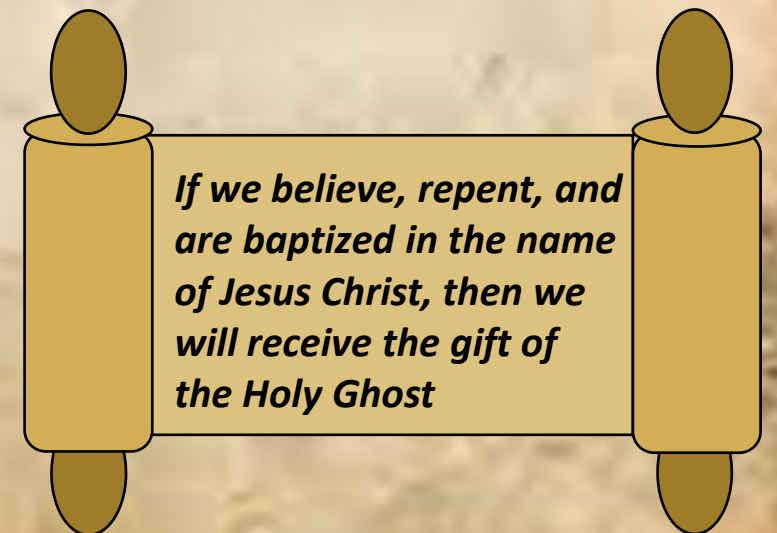 If we believe, repent, and
are baptized in the name
of Jesus Christ, then we
will receive the gift of
the Holy Ghost